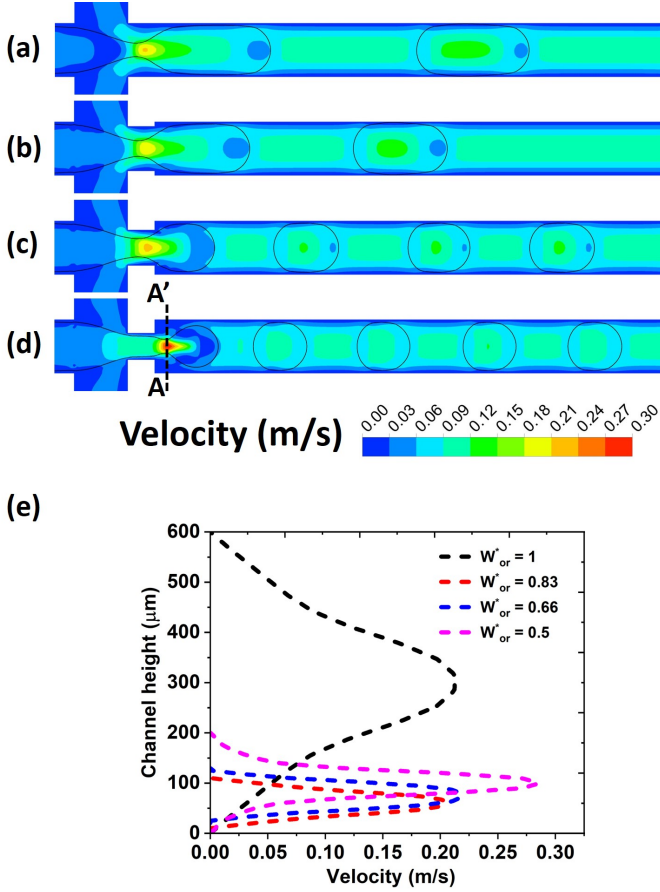 (a)
(b)
(c)
A'
(d)
A
Velocity (m/s)
0.00 0.03 0.06 0.09 0.12 0.15 0.18 0.21 0.24 0.27 0.30
(e)
600
500
400
300
200
100
0
Channel height (μm)
W*or = 1
W*or = 0.83
W*or = 0.66
W*or = 0.5
0.00 0.05 0.10 0.15 0.20 0.25 0.30
Velocity (m/s)